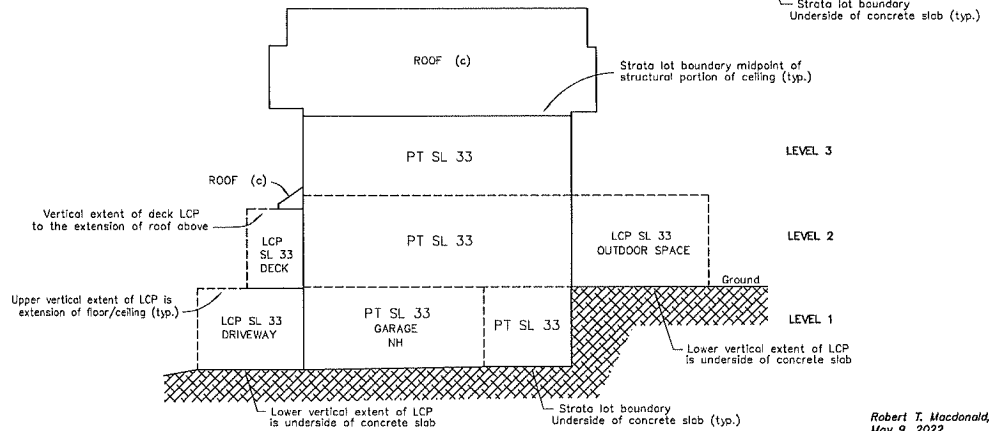 Strata lot boundary
Underside of concrete slab (typ.)
ROOF (c)
Strata lot boundary midpoint of
structural portion of ceiling (typ.)
PT SL 33
LEVEL 3
ROOF (c)
Vertical extent of deck LCP
to the extension of roof above
LCP
SL 33
DECK
PT SL 33
LCP SL 33
OUTDOOR SPACE
LEVEL 2
Ground
Upper vertical extent of LCP is
extension of floor/ceiling (typ.)
LCP SL 33
DRIVEWAY
PT SL 33
GARAGE
NH
PT SL 33
LEVEL 1
Lower vertical extent of LCP
is underside of concrete slab
Lower vertical extent of LCP
is underside of concrete slab
Strata lot boundary
Underside of concrete slab (typ.)
Robert T. Macdonald,
May 9, 2022